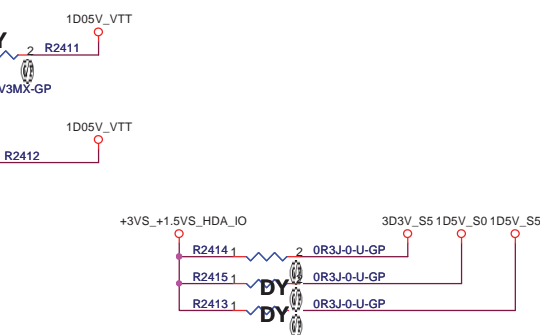 1D05V_VTT
2 R2411
V3MX-GP
1D05V_VTT
R2412
+3VS_+1.5VS_HDA_IO 3D3V_S5 1D5V_S0 1D5V_S5
R2414 1 2 0R3J-0-U-GP
R2415 1 DY 0R3J-0-U-GP
R2413 1 DY 0R3J-0-U-GP